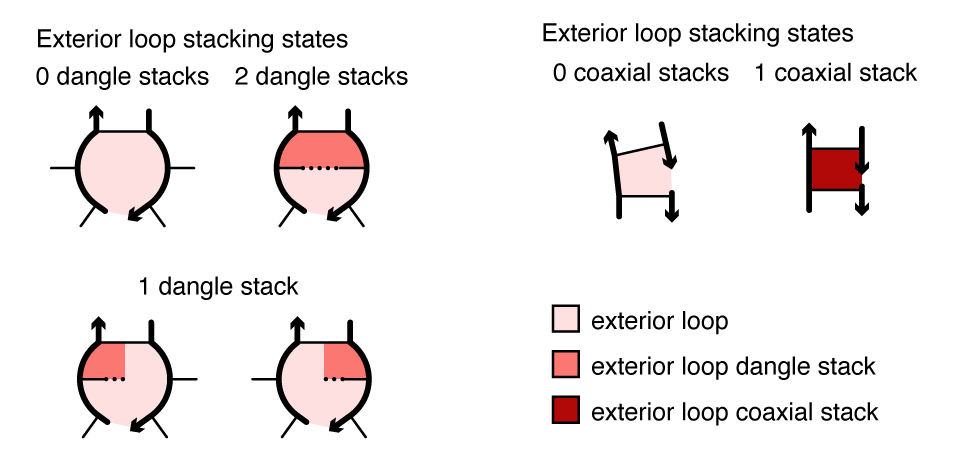 Exterior loop stacking states
0 dangle stacks
2 dangle stacks
1 dangle stack
Exterior loop stacking states
0 coaxial stacks
1 coaxial stack
exterior loop
exterior loop dangle stack
exterior loop coaxial stack